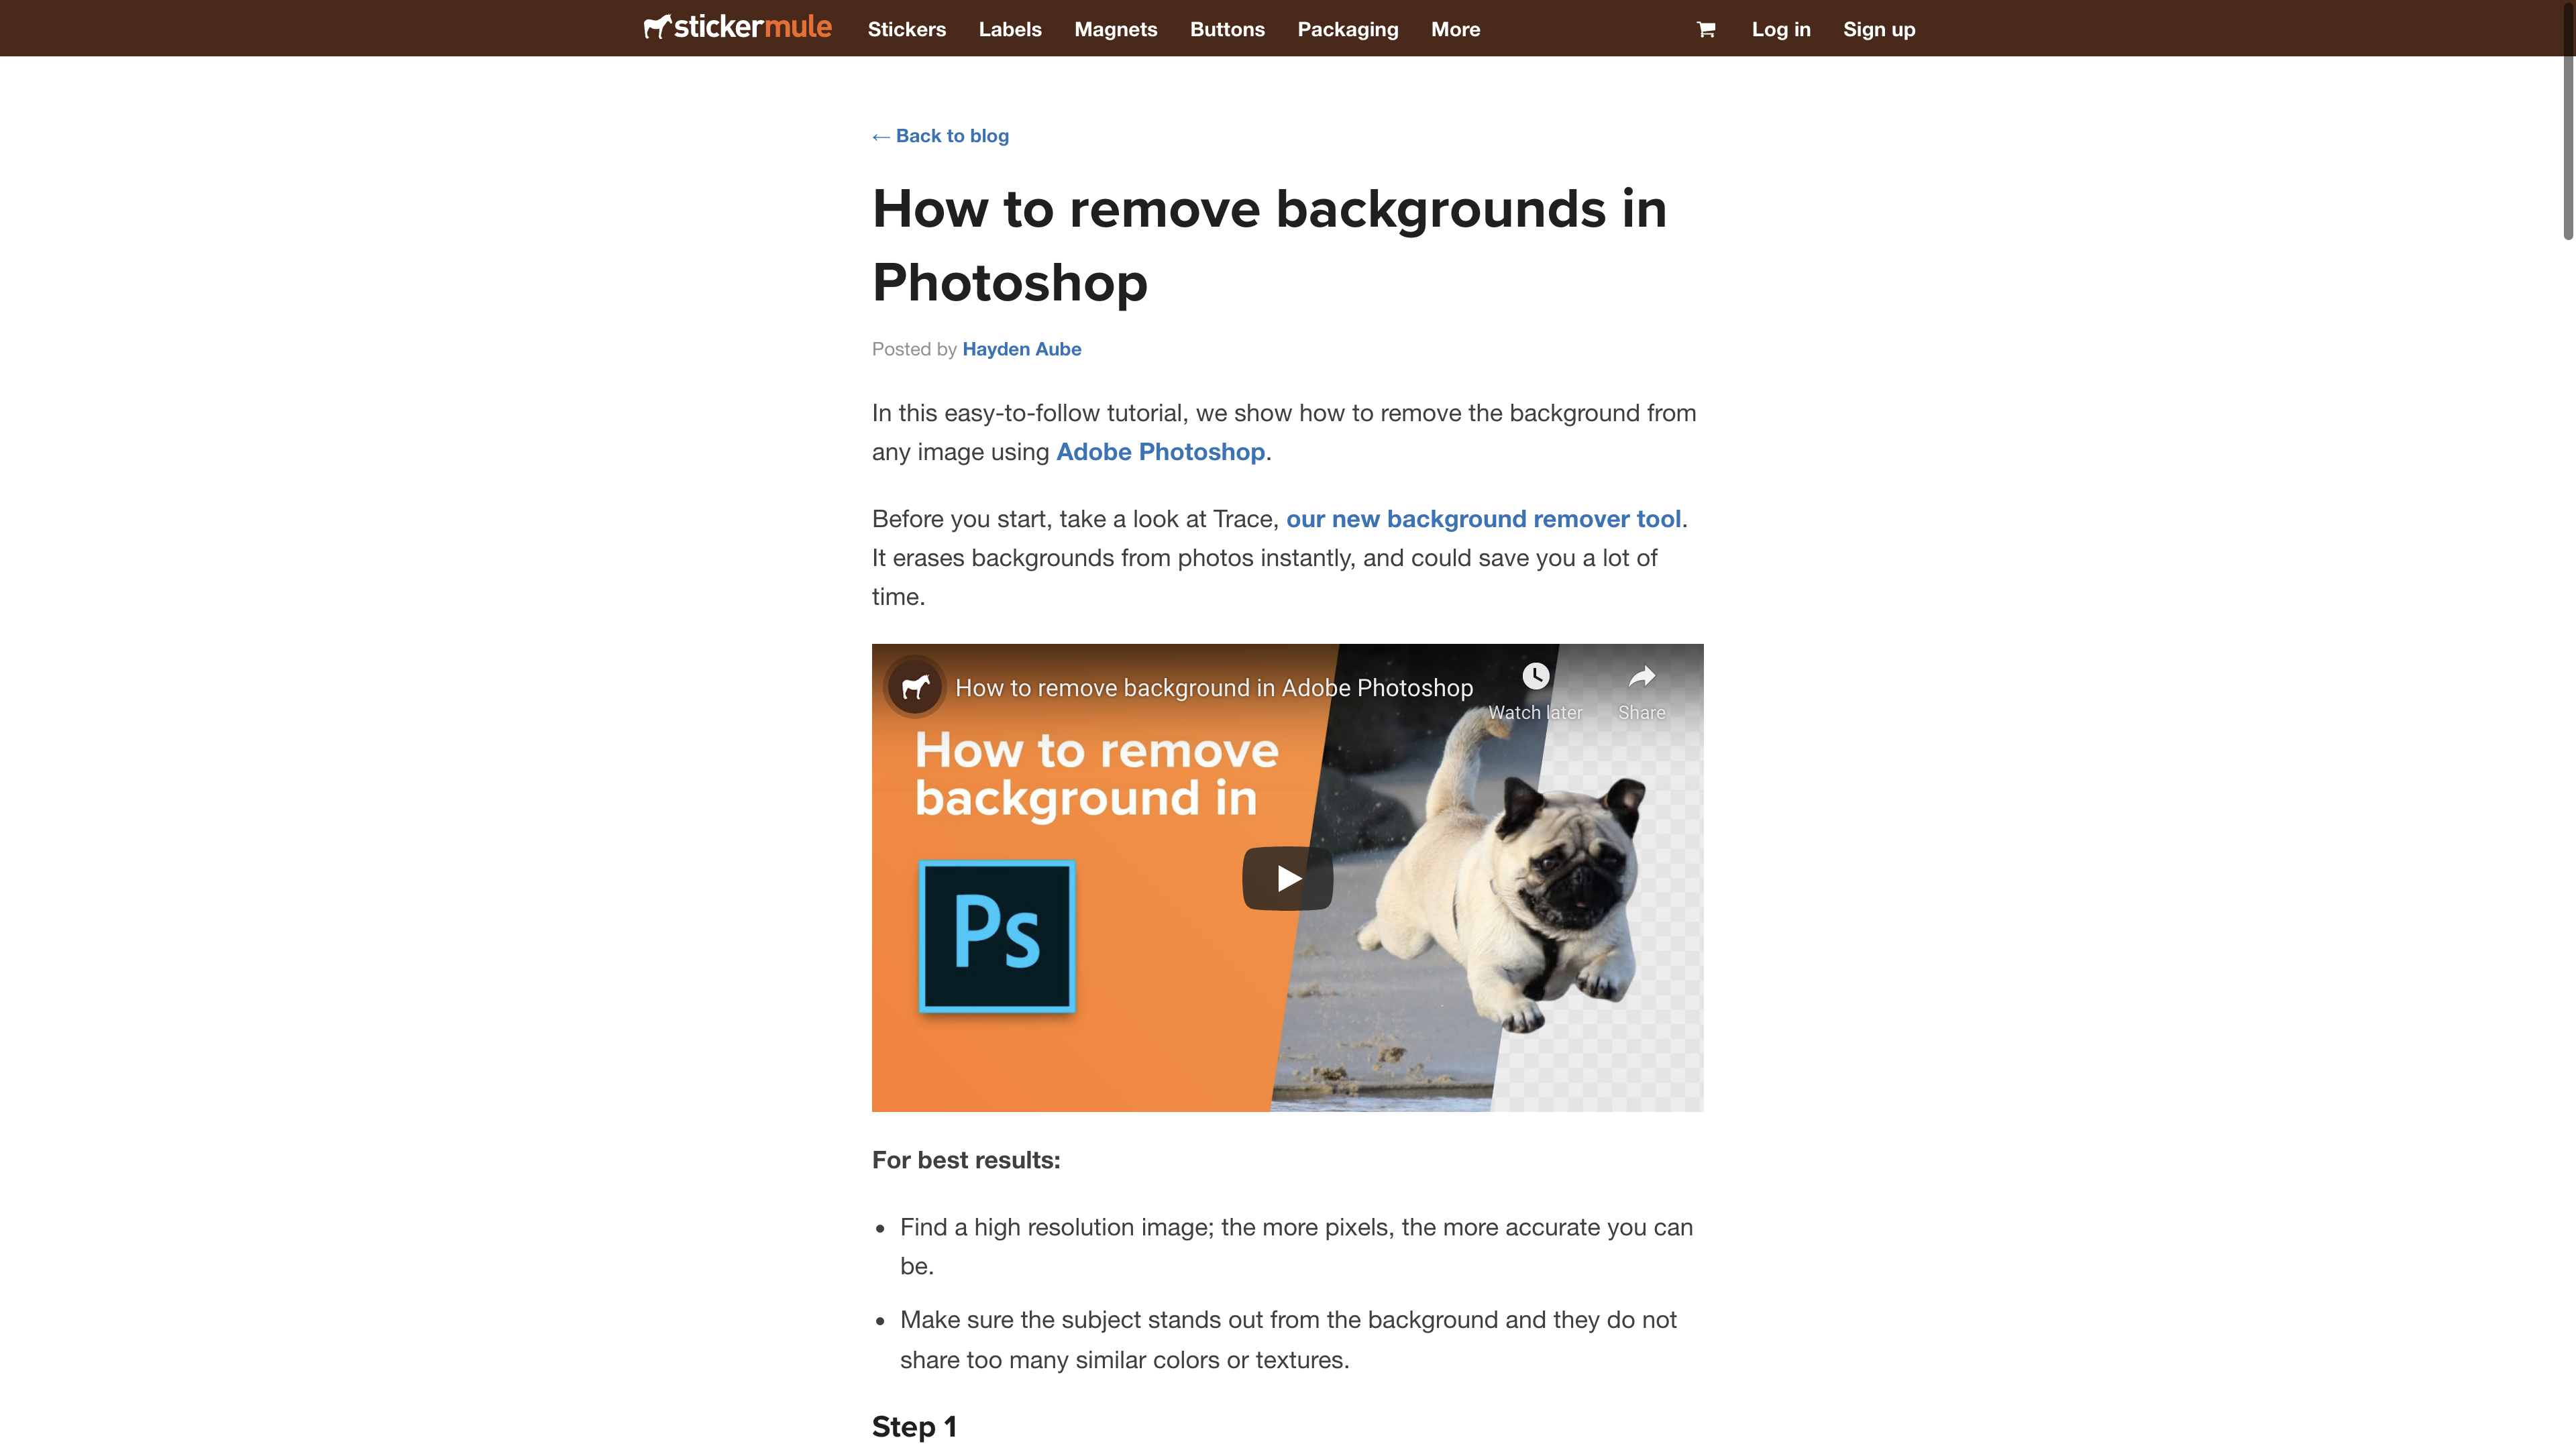 stickermule Stickers Labels Magnets Buttons Packaging More Log in Sign up
← Back to blog
How to remove backgrounds in
Photoshop
Posted by Hayden Aube
In this easy-to-follow tutorial, we show how to remove the background from
any image using Adobe Photoshop.
Before you start, take a look at Trace, our new background remover tool.
It erases backgrounds from photos instantly, and could save you a lot of
time.
How to remove background in Adobe Photoshop
Watch later Share
How to remove
background in
Ps
For best results:
• Find a high resolution image; the more pixels, the more accurate you can
be.
• Make sure the subject stands out from the background and they do not
share too many similar colors or textures.
Step 1